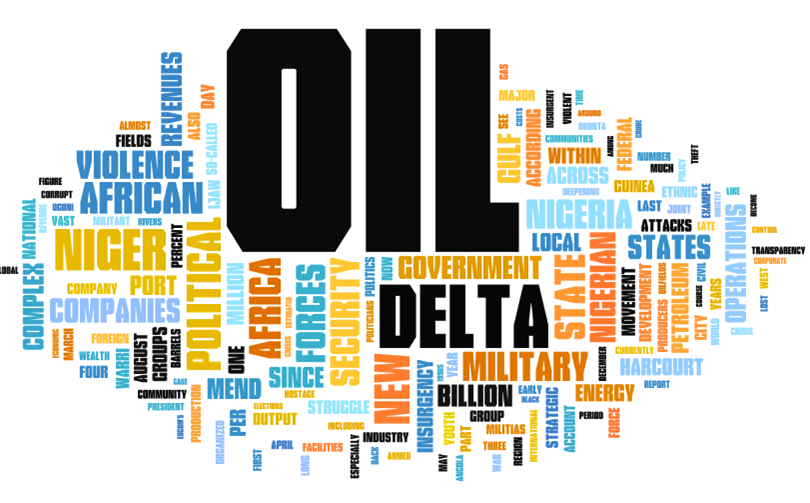 OIL
DELTA
GAS
MAJOR
INSURGENT
VIOLENT
TIME
REVENUES
ALSO
DAY
SEE
COSTS
AROUND
OKONTA
ALMOST
FIELDS
SO-CALLED
GULF
ACCORDING
COMMUNITIES
AMONG
FEDERAL
CRUDE
VIOLENCE
WITHIN
NUMBER
MUCH
POLICY
THEFT
FIGURE
CORRUPT
AFRICAN
IJAW
ACROSS
DEEPENING
GUINEA
ETHNIC
EXAMPLE
DIRECTLY
LIKE
BECOME
NATIONAL
REVENUE
OGONI
VAST
MILITANT
RIVERS
NIGERIA
LAST
JOINT
ATTACKS
LATE
CONTROL
NIGER
PERCENT
POLITICAL
LOCAL
STATES
OPERATIONS
TRANSPARENCY
CORPORATE
COMPLEX
COMPANY
PORT
MILLION
AFRICA
FORCES
SECURITY
POLITICS
NOW
GOVERNMENT
STATE
NIGERIAN
MOVEMENT
DEVELOPMENT
OILFIELDS
PRODUCERS
PETROLEUM
COURSE
CIVIL
CITY
YEARS
WORLD
WEST
LOST
CRISIS
COMPANIES
CHECKS
ESTIMATED
POLITICIANS
ECONOMIC
MARCH
FOREIGN
WEALTH
FOUR
WARRI
AUGUST
GROUPS
BARRELS
ONE
SINCE
HOSTAGE
NEW
1990S
YEAR
MILITARY
DECEMBER
CURRENTLY
HARCOURT
REPORT
CASE
COMMUNITY
PRESIDENT
PRODUCTION
MEND
PER
ELECTIONS
OUTPUT
STRUGGLE
INCLUDING
INSURGENCY
BILLION
EARLY
BLACK
GROUP
STRATEGIC
ENERGY
ACCOUNT
PERIOD
FORCE
ORGANIZED
FIRST
APRIL
LONG
FACILITIES
ESPECIALLY
INDUSTRY
BACK
ARMED
MAY
YOUTH
ANGOLA
PART
MILITIAS
THREE
WAR
REGION
INTERNATIONAL